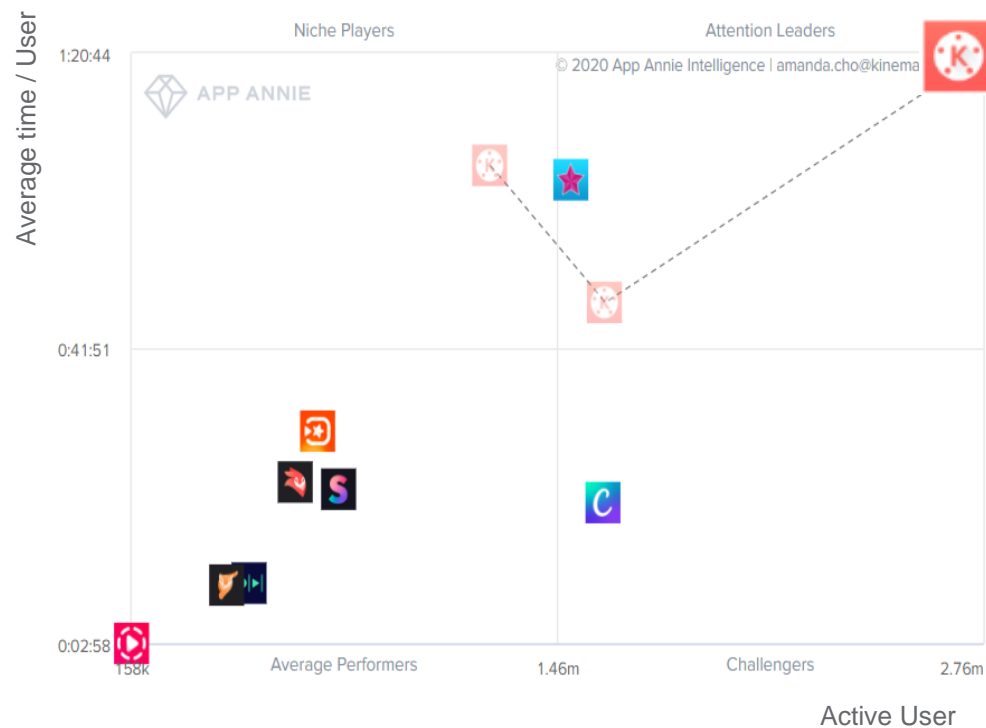 Average time / User
Niche Players
Attention Leaders
1:20:44
© 2020 App Annie Intelligence | amanda.cho@kinema
APP ANNIE
K
K
K
0:41:51
S
C
0:02:58
158k
Average Performers
1.46m
Challengers
2.76m
Active User